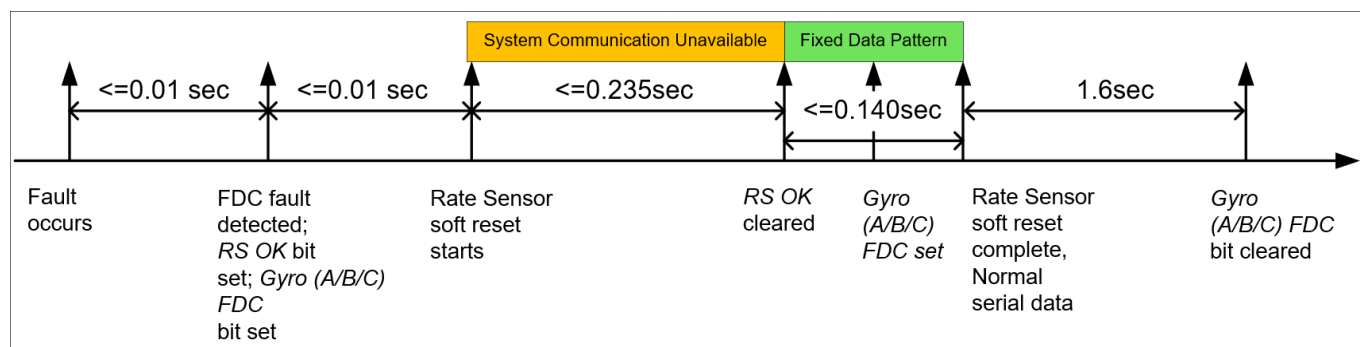 System Communication Unavailable
Fixed Data Pattern
<=0.01 sec
<=0.01 sec
<=0.235sec
<=0.140sec
1.6sec
Fault
occurs
FDC fault
detected;
RS OK bit
set; Gyro (A/B/C)
FDC
bit set
Rate Sensor
soft reset
starts
RS OK
cleared
Gyro
(A/B/C)
FDC set
Rate Sensor
soft reset
complete,
Normal
serial data
Gyro
(A/B/C) FDC
bit cleared